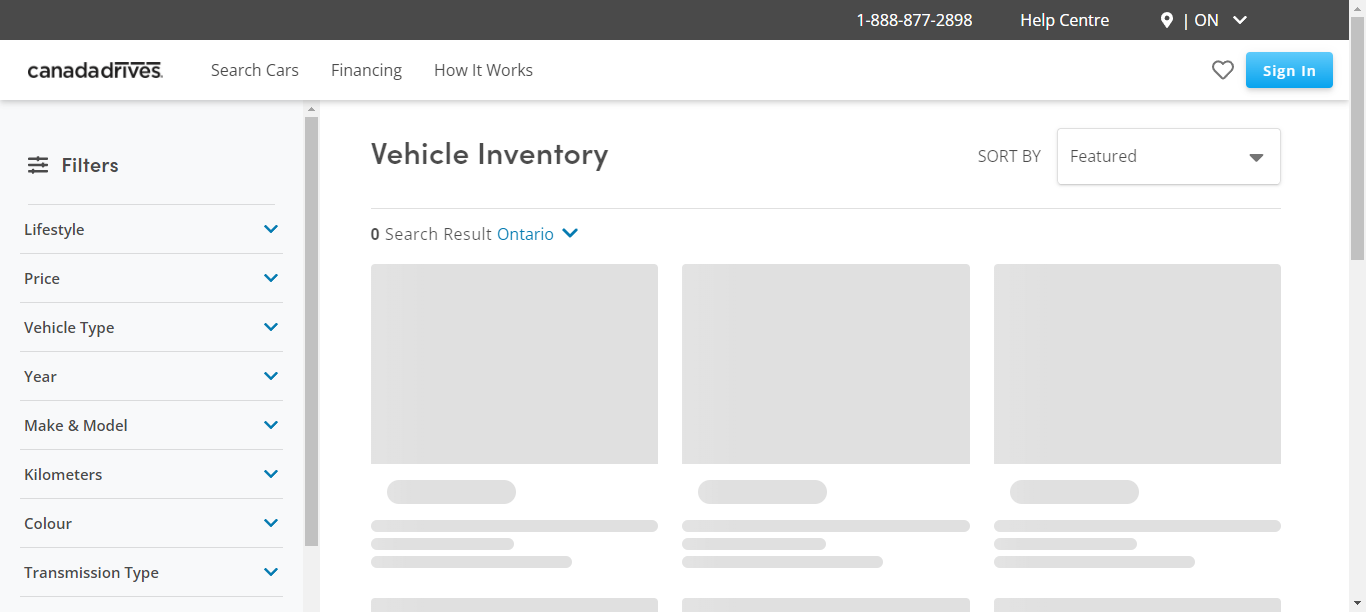 1-888-877-2898 Help Centre | ON
canadadrives. Search Cars Financing How It Works Sign In
Filters
Lifestyle
Price
Vehicle Type
Year
Make & Model
Kilometers
Colour
Transmission Type
Vehicle Inventory
SORT BY Featured
0 Search Result Ontario